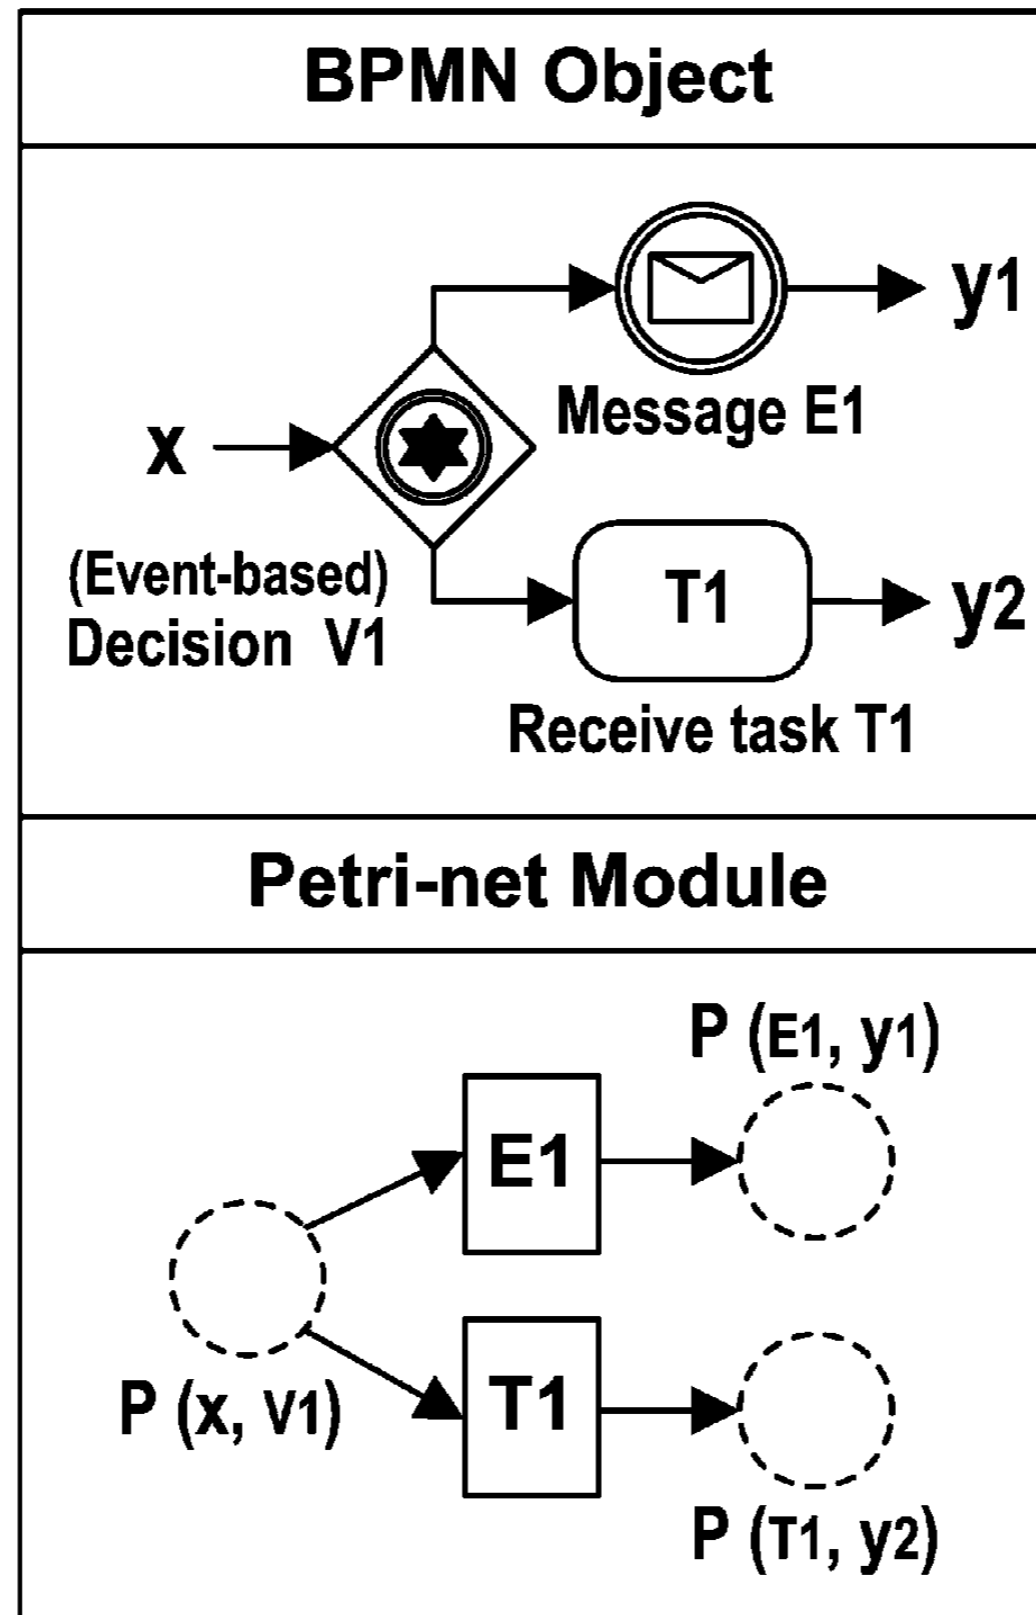 BPMN Object
y1
Message E1
x
(Event-based)
Decision V1
T1
y2
Receive task T1
Petri-net Module
P (E1, y1)
E1
P (x, V1)
T1
P (T1, y2)